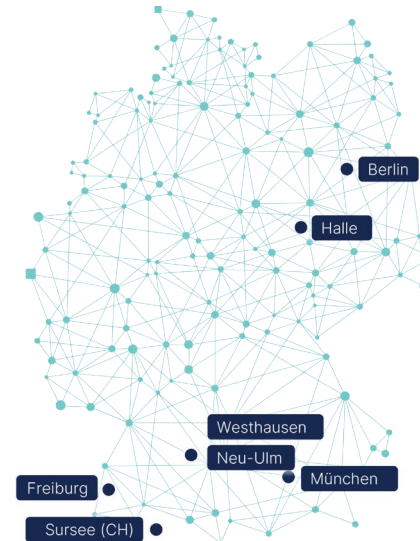 Berlin
Halle
Westhausen
Neu-Ulm
München
Freiburg
Sursee (CH)